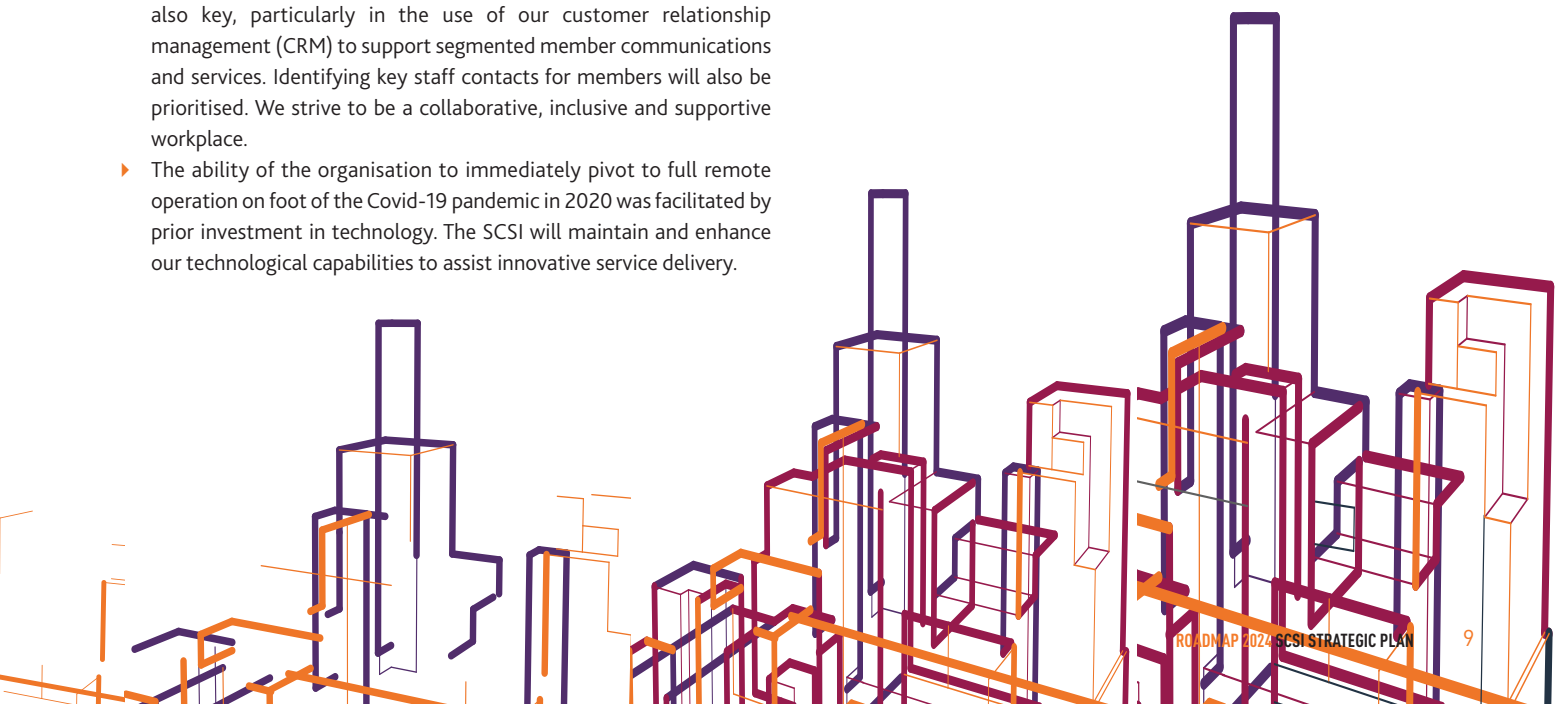 also key, particularly in the use of our customer relationship
management (CRM) to support segmented member communications
and services. Identifying key staff contacts for members will also be
prioritised. We strive to be a collaborative, inclusive and supportive
workplace.
The ability of the organisation to immediately pivot to full remote
operation on foot of the Covid-19 pandemic in 2020 was facilitated by
prior investment in technology. The SCSI will maintain and enhance
our technological capabilities to assist innovative service delivery.
ROADMAP 2024 SCSI STRATEGIC PLAN 9